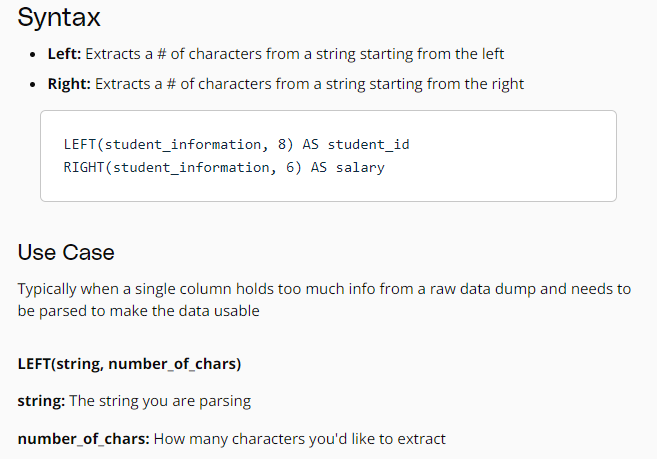 Syntax
• Left: Extracts a # of characters from a string starting from the left
• Right: Extracts a # of characters from a string starting from the right
LEFT(student_information, 8) AS student_id
RIGHT(student_information, 6) AS salary
Use Case
Typically when a single column holds too much info from a raw data dump and needs to
be parsed to make the data usable
LEFT(string, number_of_chars)
string: The string you are parsing
number_of_chars: How many characters you'd like to extract